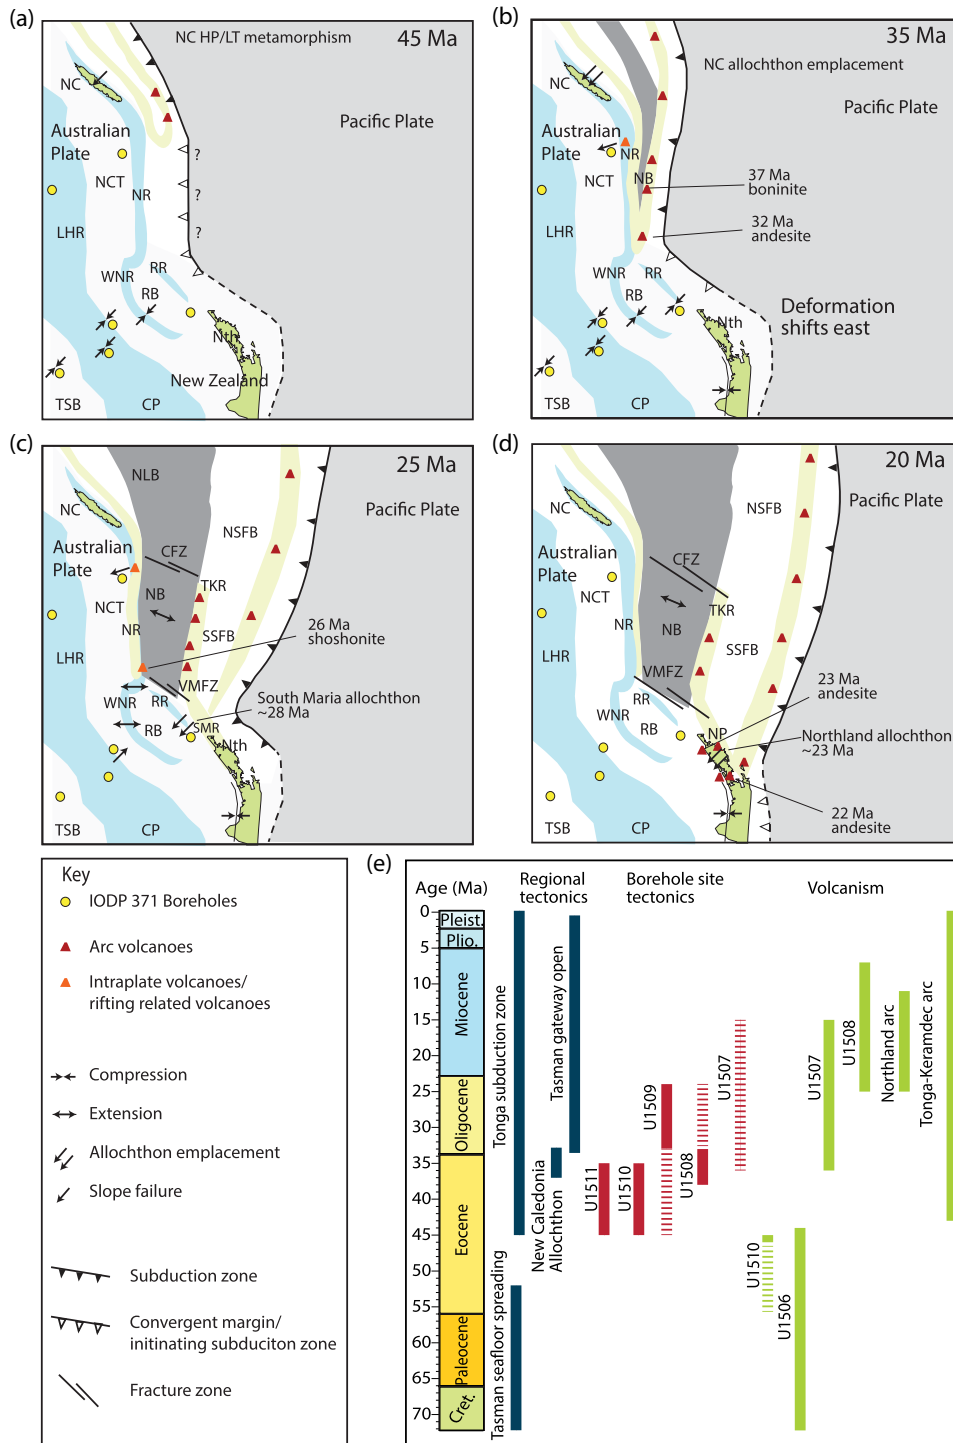 (a)
NC HP/LT metamorphism
45 Ma
NC
Pacific Plate
Australian
Plate
?
NCT
NR
?
LHR
?
WNR
RR
RB
Nth
New Zealand
TSB
CP
(b)
35 Ma
NC allochthon emplacement
NC
Pacific Plate
Australian
Plate
NR
NCT
NB
37 Ma
boninite
LHR
32 Ma
andesite
WNR
RR
RB
Deformation
shifts east
Nth
TSB
CP
(c)
25 Ma
NLB
NC
Pacific Plate
NSFB
Australian
Plate
CFZ
NCT
NB
TKR
NR
SSFB
26 Ma
shoshonite
LHR
VMFZ
WNR
RR
South Maria allochthon
~28 Ma
RB
SMR
Nth
TSB
CP
(d)
20 Ma
NC
Pacific Plate
NSFB
Australian
Plate
CFZ
NCT
TKR
NR
NB
SSFB
LHR
VMFZ
23 Ma
andesite
RR
WNR
RB
NP
Northland allochthon
~23 Ma
22 Ma
andesite
TSB
CP
Key
IODP 371 Boreholes
Arc volcanoes
Intraplate volcanoes/
rifting related volcanoes
Compression
Extension
Allochthon emplacement
Slope failure
Subduction zone
Convergent margin/
initinating subduciton zone
Fracture zone
(e)
Age (Ma)
Regional
tectonics
Borehole site
tectonics
Volcanism
0
5
10
15
20
25
30
35
40
45
50
55
60
65
70
Pleist.
Plio.
Miocene
Oligocene
Eocene
Paleocene
Cret.
Tonga subduction zone
Tasman seafloor spreading
Tasman gateway open
New Caledonia
Allochthon
U1511
U1510
U1509
U1508
U1507
U1510
U1506
U1507
U1508
Northland arc
Tonga-Keramdec arc